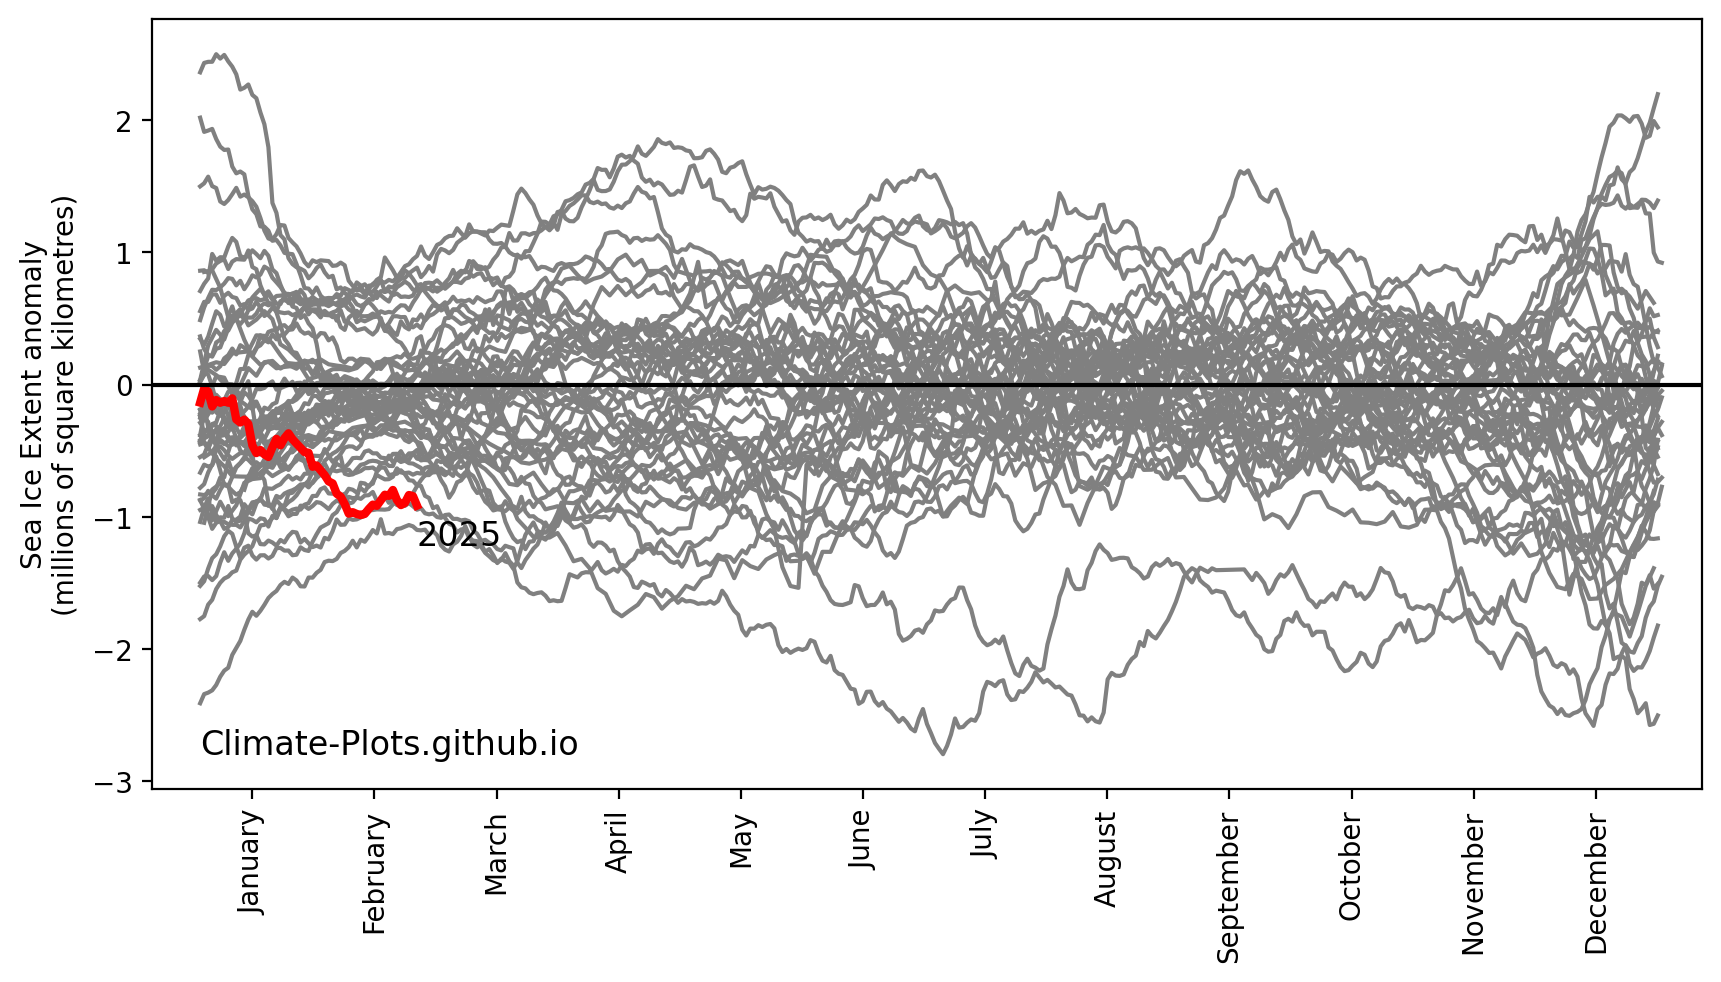 Sea Ice Extent anomaly
(millions of square kilometres)
2
1
0
−1
−2
−3
2025
Climate-Plots.github.io
January
February
March
April
May
June
July
August
September
October
November
December